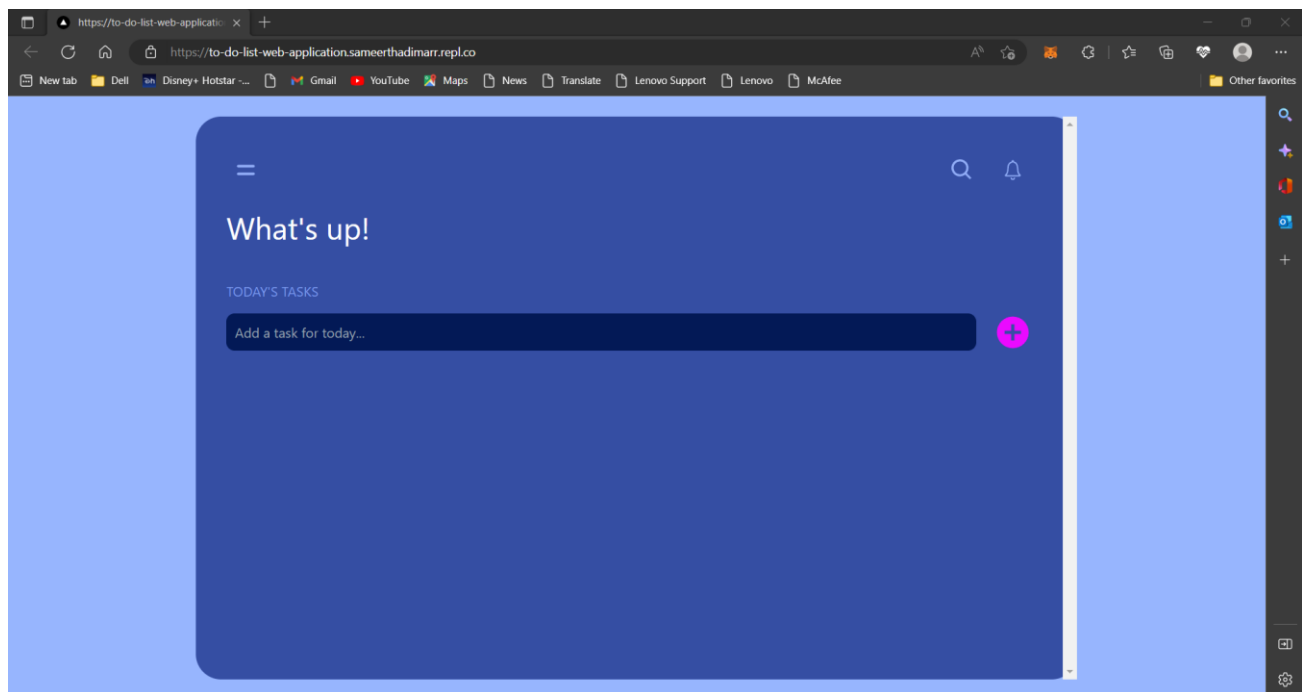 https://to-do-list-web-applicatio
https://to-do-list-web-application.sameerthadimarr.repl.co
New tab Dell Disney+ Hotstar -... Gmail YouTube Maps News Translate Lenovo Support Lenovo McAfee Other favorites
What's up!
TODAY'S TASKS
Add a task for today...